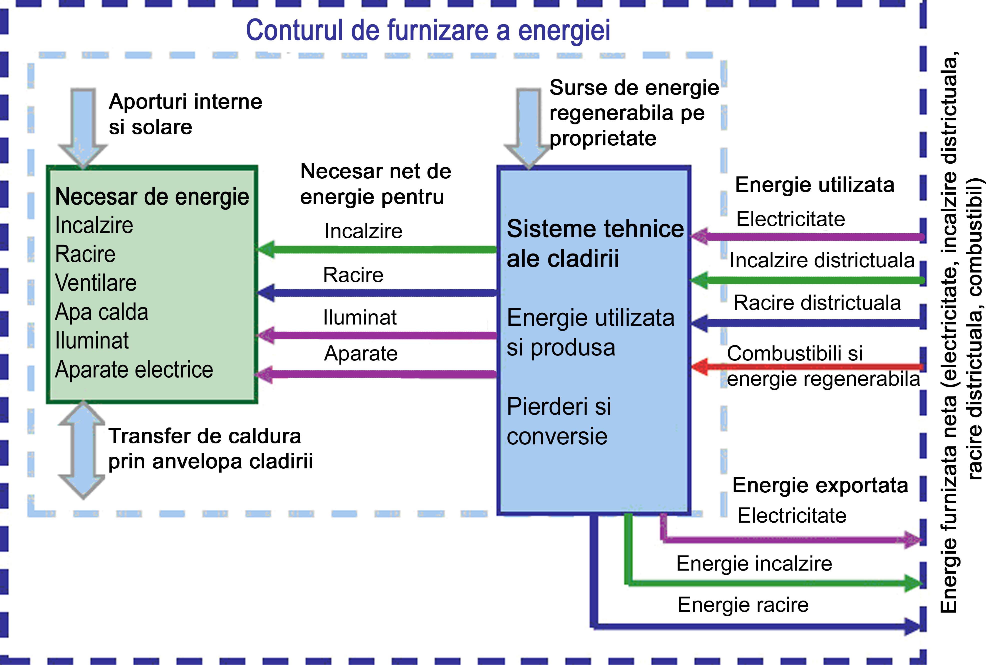 Conturul de furnizare a energiei
Aporturi interne
si solare
Surse de energie
regenerabila pe
proprietate
Necesar de energie
Incalzire
Racire
Ventilare
Apa calda
Iluminat
Aparate electrice
Necesar net de
energie pentru
Incalzire
Racire
Iluminat
Aparate
Sisteme tehnice
ale cladirii
Energie utilizata
si produsa
Pierderi si
conversie
Energie utilizata
Electricitate
Incalzire districtuala
Racire districtuala
Combustibili si
energie regenerabila
Transfer de caldura
prin anvelopa cladirii
Energie exportata
Electricitate
Energie incalzire
Energie racire
Energie furnizata neta (electricitate, incalzire districtuala,
racire districtuala, combustibil)